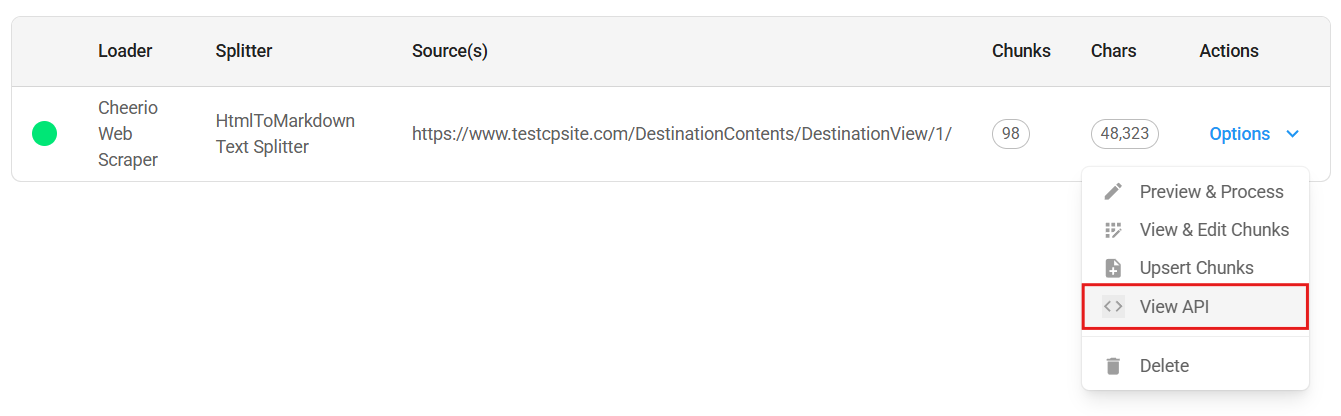 Loader Splitter Source(s) Chunks Chars Actions
Cheerio
Web
Scraper
HtmlToMarkdown
Text Splitter
https://www.testcpsite.com/DestinationContents/DestinationView/1/
98
48,323
Options
Preview & Process
View & Edit Chunks
Upsert Chunks
View API
Delete